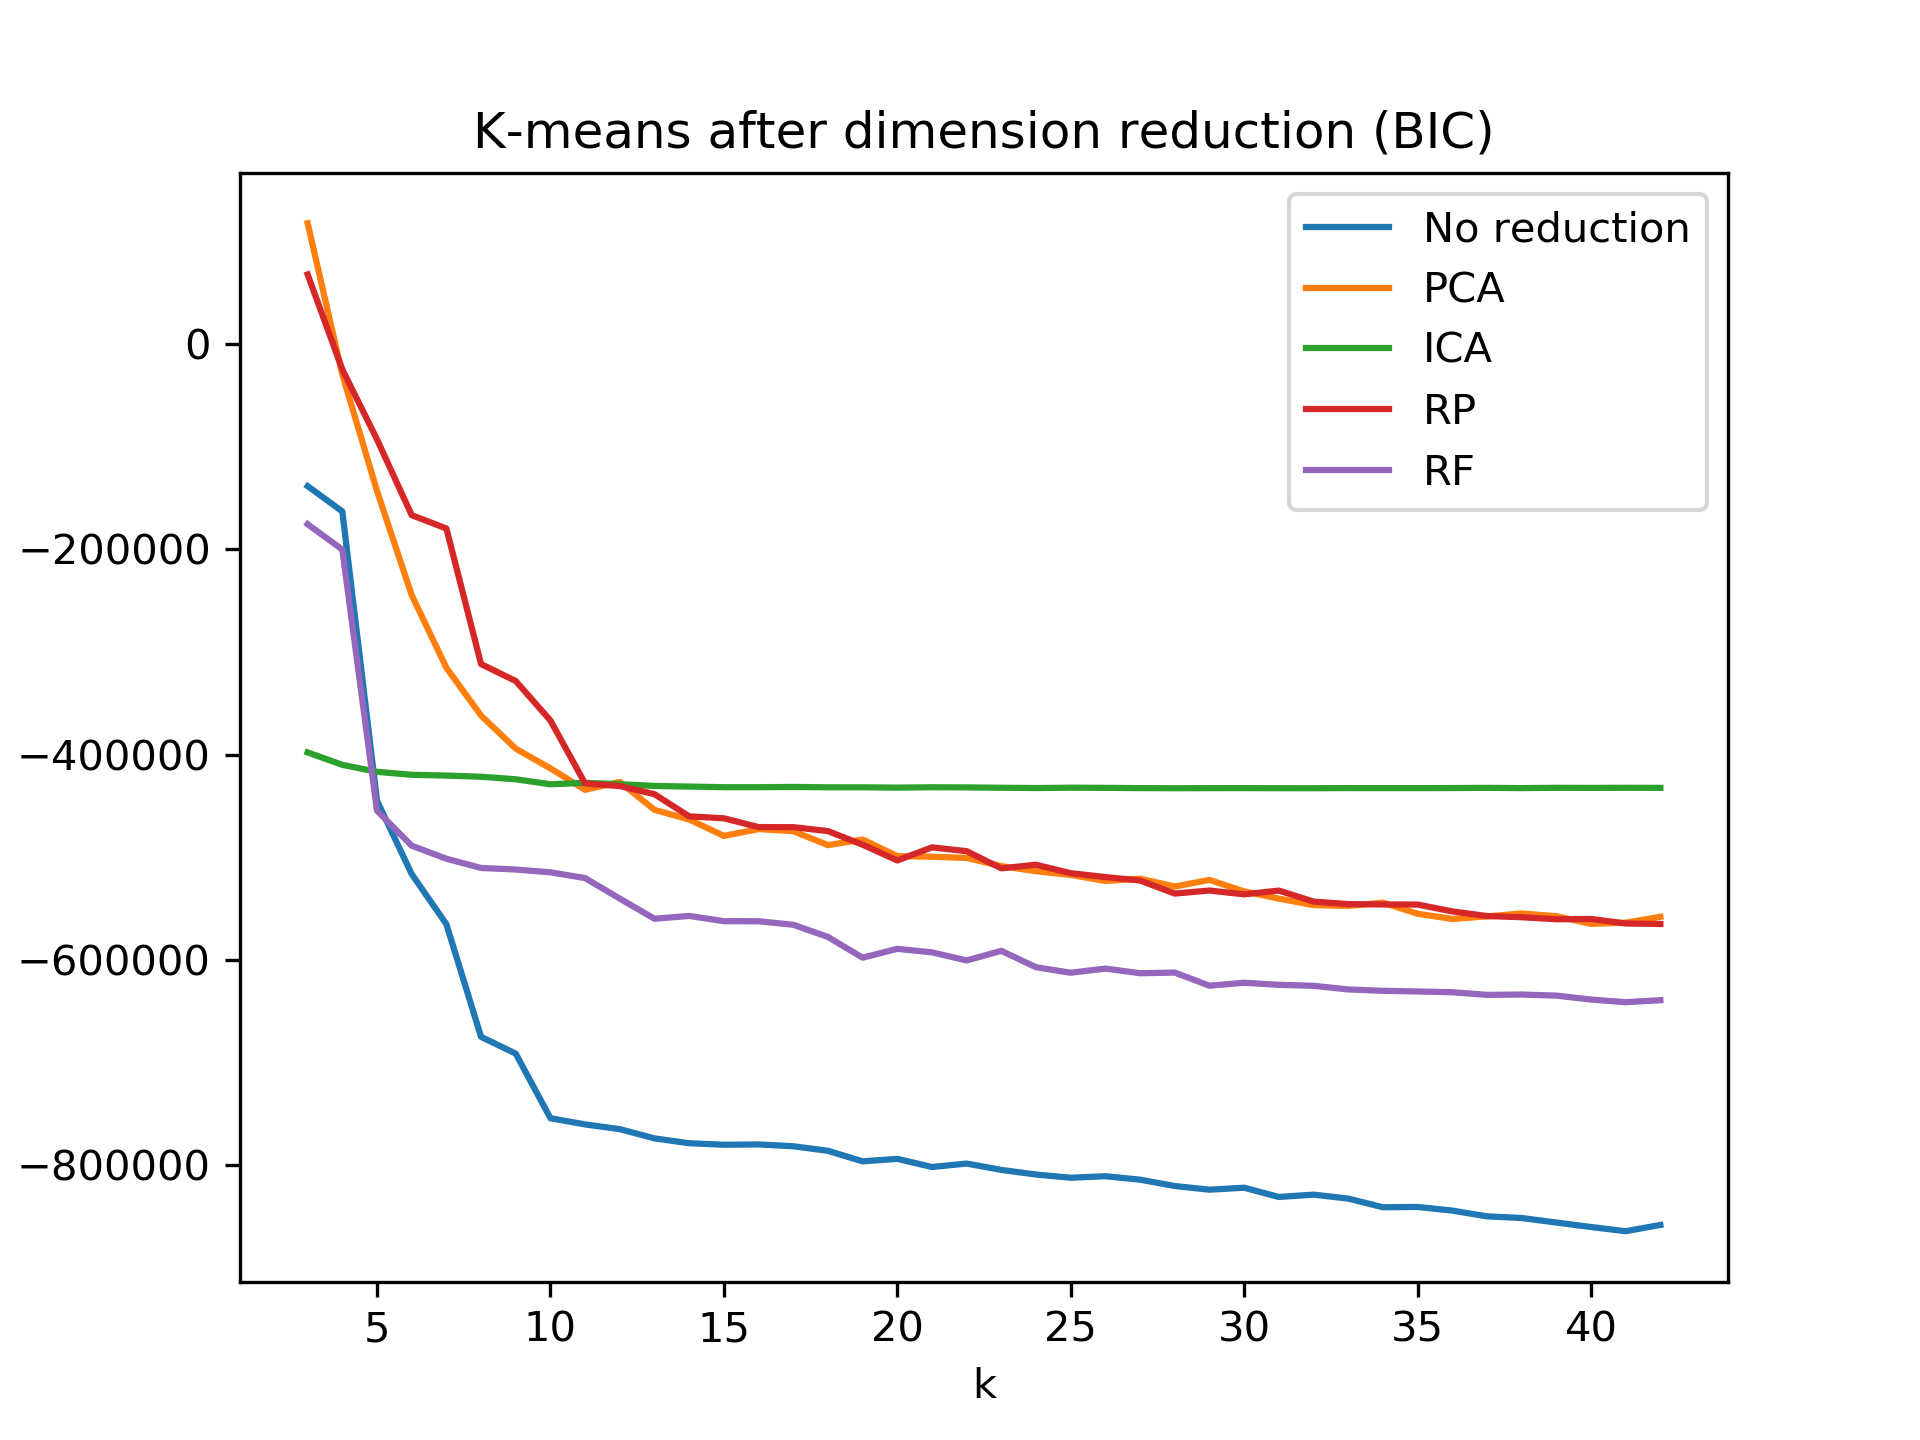 K-means after dimension reduction (BIC)
No reduction
PCA
ICA
RP
RF
0
−200000
−400000
−600000
−800000
5 10 15 20 25 30 35 40
k